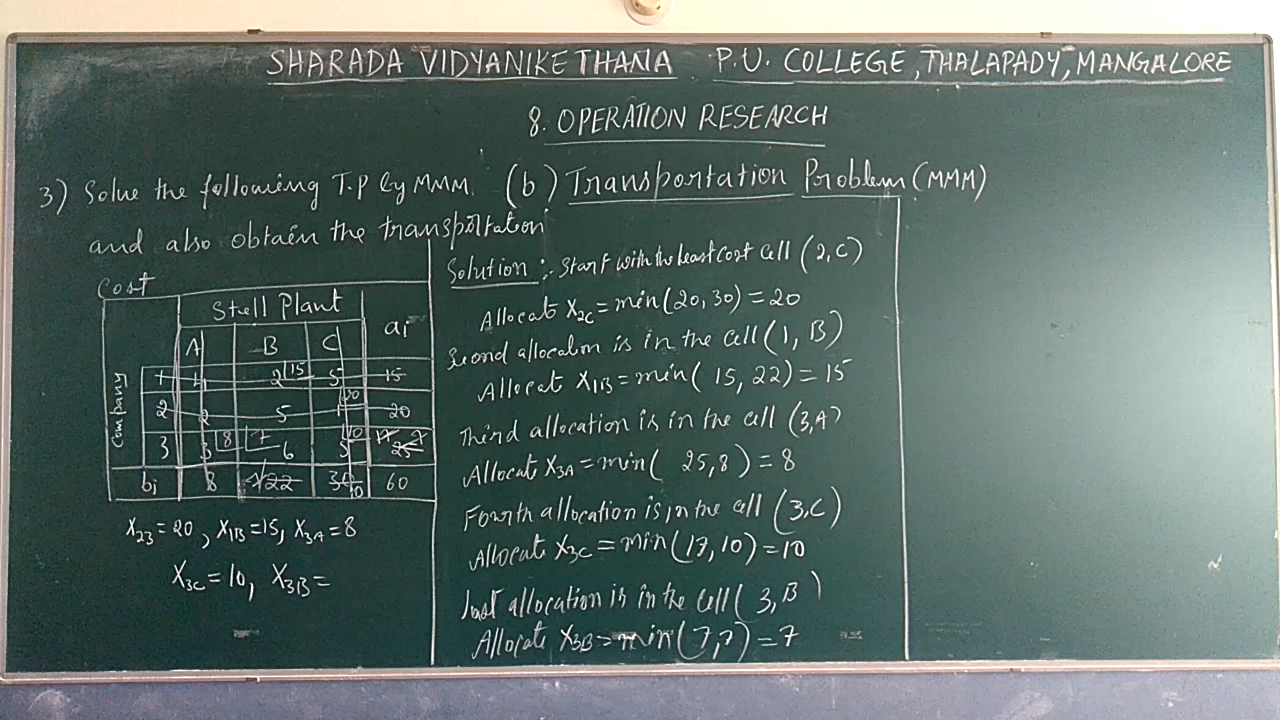 SHARADA VIDYANIKETHANA P.U. COLLEGE, THALAPADY, MANGALORE
8. OPERATION RESEARCH
(b) Transportation Problem (MMM)
3) Solve the following T.P by MMM.
and also obtain the transportation
Cost
Stell Plant
A B C ai
Company
1 2 15 5 15
2 2 5 1 20 20
3 3 8 7 6 5 10 25 17 7
bi 8 22 7 30 10 60
X23 = 20, X1B = 15, X3A = 8
X3C = 10, X3B =
Solution :- Start with the least cost cell (2, C)
Allocate X2C = min(20, 30) = 20
Second allocation is in the cell (1, B)
Allocat X1B = min( 15, 22) = 15
Third allocation is in the cell (3, A)
Allocate X3A = min( 25, 8 ) = 8
Fourth allocation is in the cell (3, C)
Allocate X3C = min(17, 10) = 10
Last allocation is in the cell ( 3, B )
Allocate X3B = min(7, 7) = 7